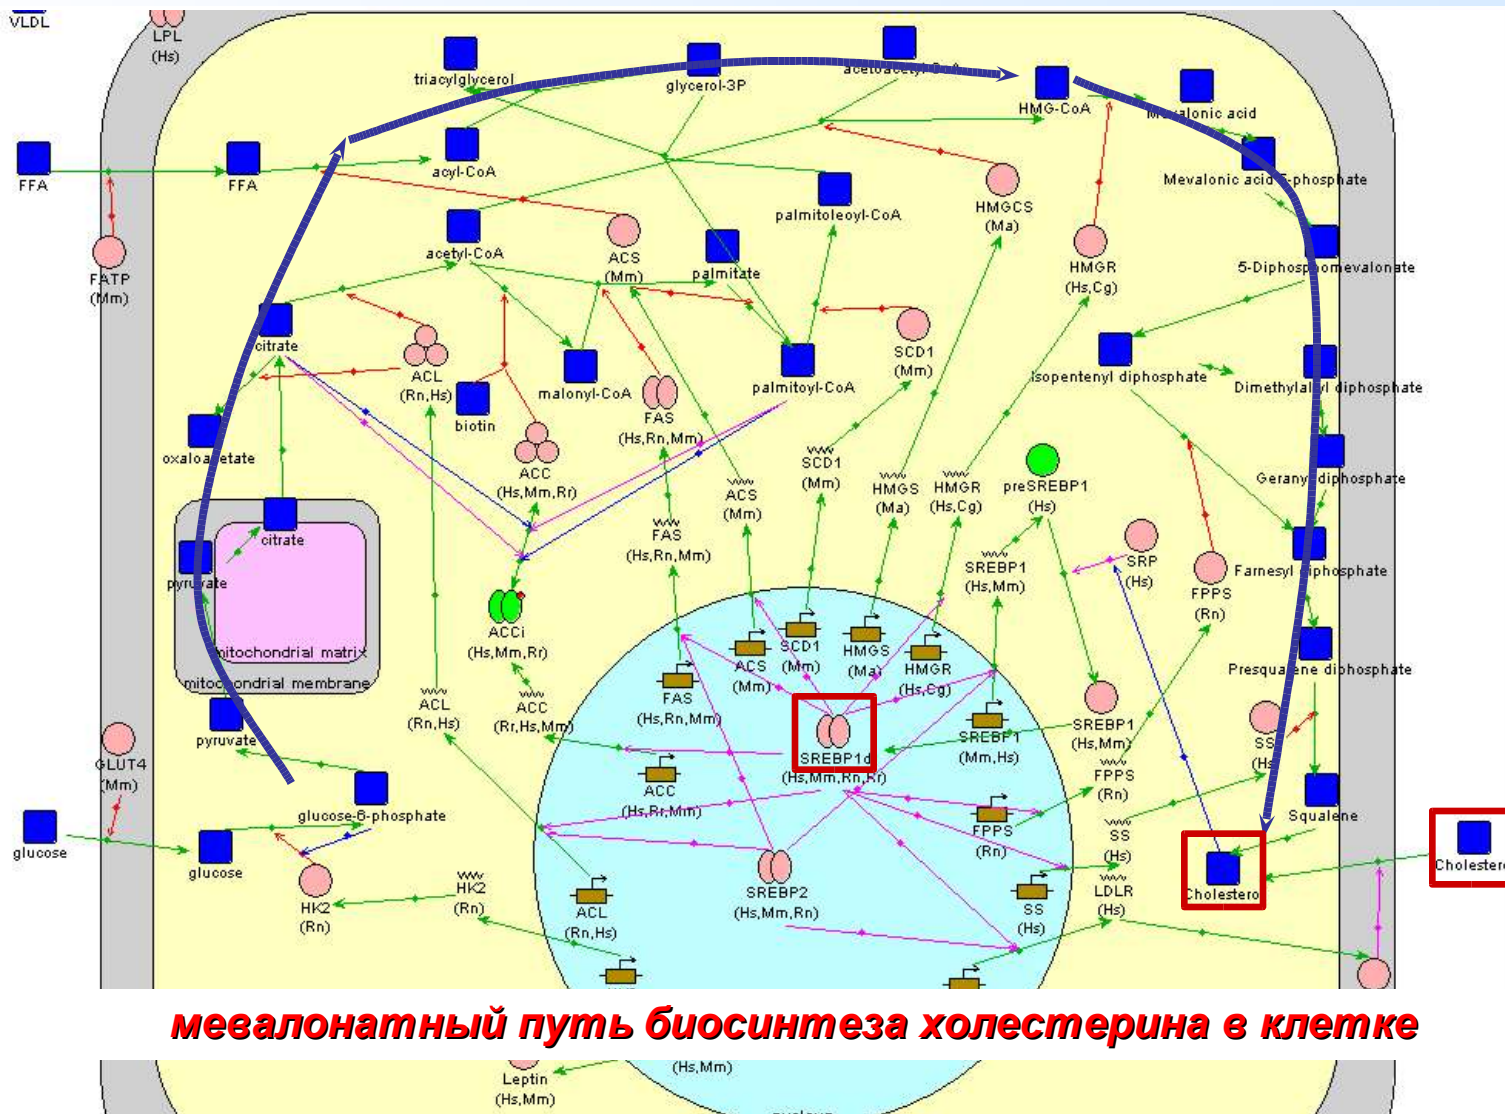 VLDL
LPL
(Hs)
triacylglycerol
glycerol-3P
acetoacetyl-CoA
HMG-CoA
Mevalonic acid
FFA
FFA
acyl-CoA
Mevalonic acid 5-phosphate
palmitoleoyl-CoA
HMGCS
(Ma)
acetyl-CoA
ACS
(Mm)
palmitate
HMGR
(Hs,Cg)
5-Diphosphomevalonate
FATP
(Mm)
citrate
ACL
(Rn,Hs)
SCD1
(Mm)
malonyl-CoA
palmitoyl-CoA
Isopentenyl diphosphate
Dimethylallyl diphosphate
biotin
FAS
(Hs,Rn,Mm)
oxaloacetate
ACC
(Hs,Mm,Rr)
SCD1
(Mm)
ACS
(Mm)
HMGS
(Ma)
HMGR
(Hs,Cg)
preSREBP1
(Hs)
Geranyl diphosphate
citrate
FAS
(Hs,Rn,Mm)
pyruvate
SREBP1
(Hs,Mm)
SRP
(Hs)
FPPS
(Rn)
Farnesyl diphosphate
ACCi
(Hs,Mm,Rr)
mitochondrial matrix
mitochondrial membrane
ACS
(Mm)
SCD1
(Mm)
HMGS
(Ma)
HMGR
(Hs,Cg)
Presqualene diphosphate
FAS
(Hs,Rn,Mm)
ACL
(Rn,Hs)
ACC
(Rr,Hs,Mm)
pyruvate
SREBP1
(Mm,Hs)
SREBP1
(Hs,Mm)
SS
(Hs)
GLUT4
(Mm)
SREBP1a
(Hs,Mm,Rn,Rr)
ACC
(Hs,Rr,Mm)
FPPS
(Rn)
glucose-6-phosphate
Squalene
FPPS
(Rn)
glucose
glucose
SS
(Hs)
Cholesterol
Cholestero
HK2
(Rn)
HK2
(Rn)
SREBP2
(Hs,Mm,Rn)
LDLR
(Hs)
ACL
(Rn,Hs)
SS
(Hs)
мевалонатный путь биосинтеза холестерина в клетке
Leptin
(Hs,Mm)
(Hs,Mm)